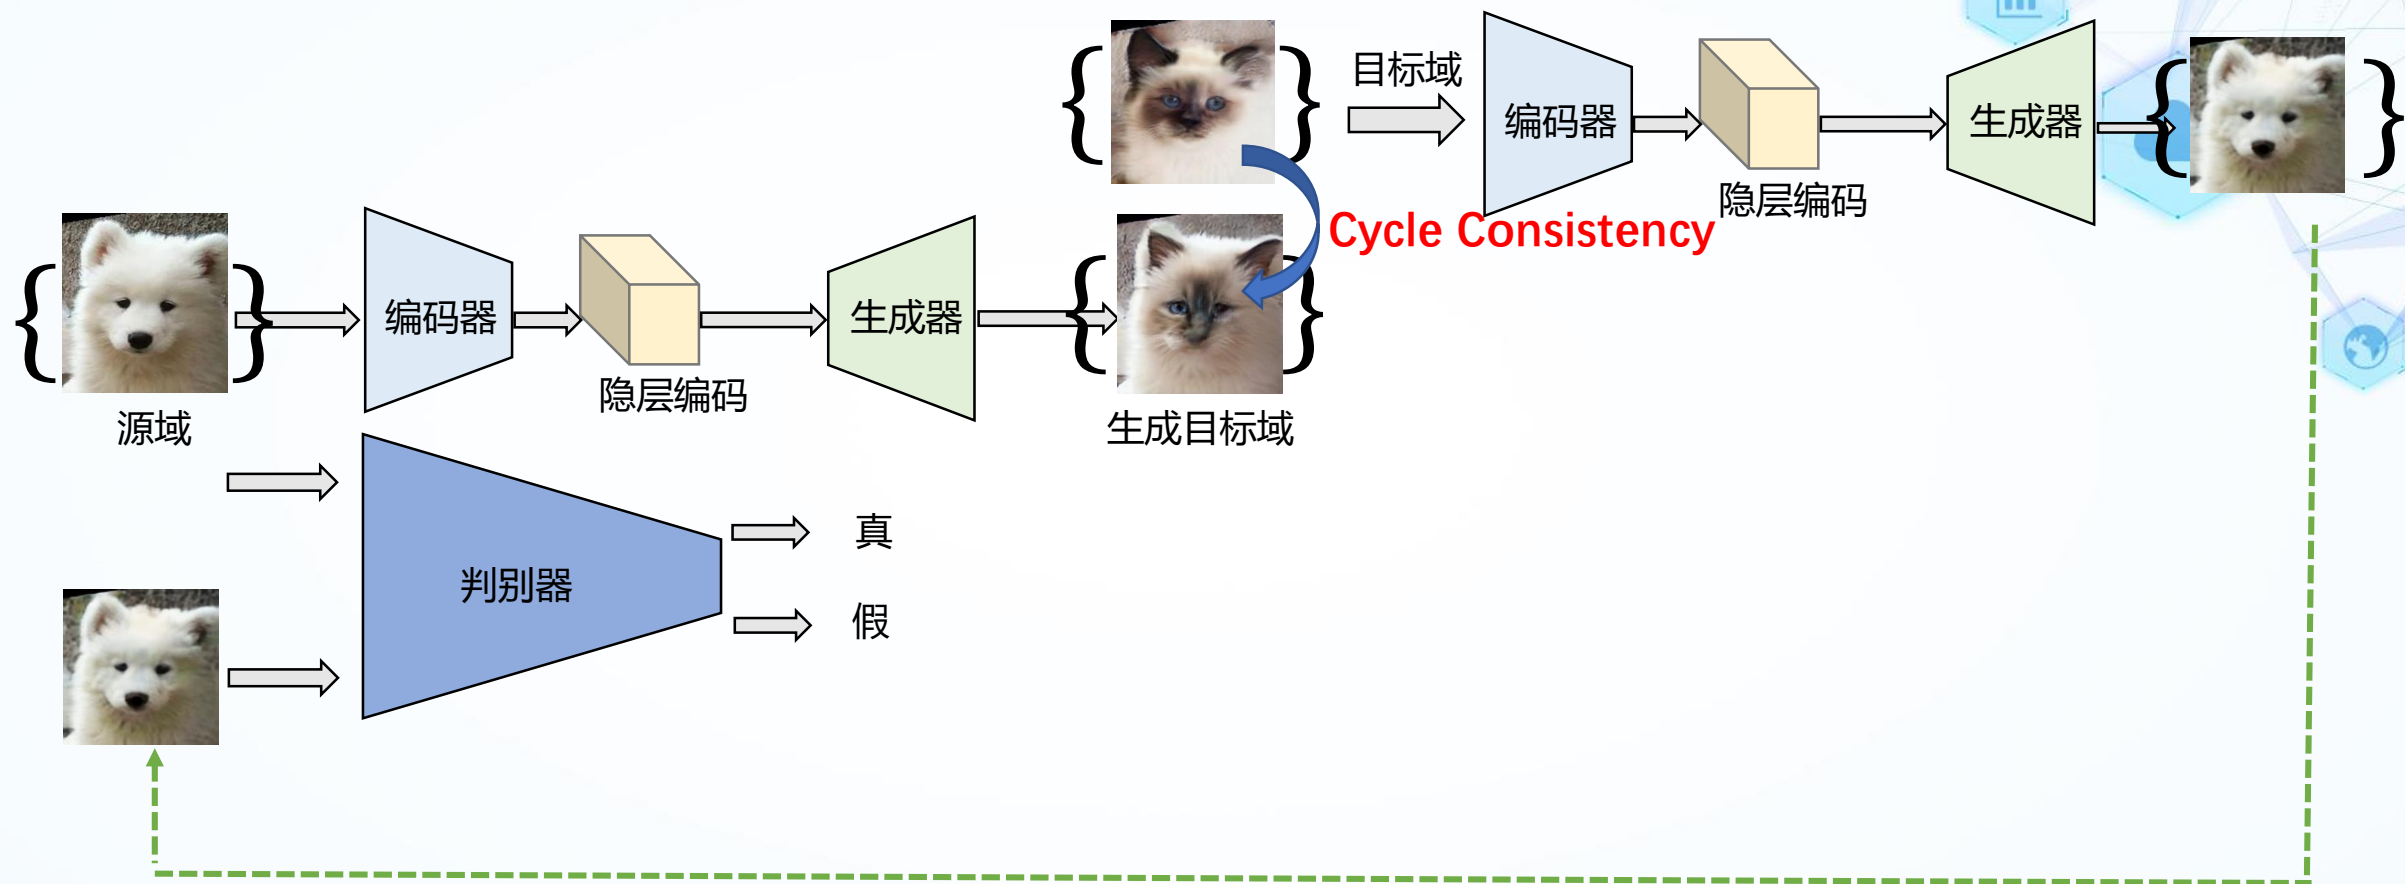 目标域
编码器
生成器
隐层编码
Cycle Consistency
编码器
生成器
隐层编码
源域
生成目标域
判别器
真
假